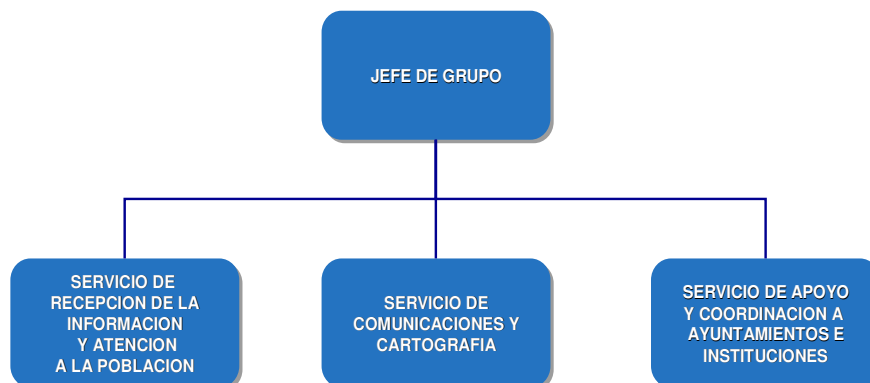 JEFE DE GRUPO
SERVICIO DE
RECEPCION DE LA
INFORMACION
Y ATENCION
A LA POBLACION
SERVICIO DE
COMUNICACIONES Y
CARTOGRAFIA
SERVICIO DE APOYO
Y COORDINACION A
AYUNTAMIENTOS E
INSTITUCIONES